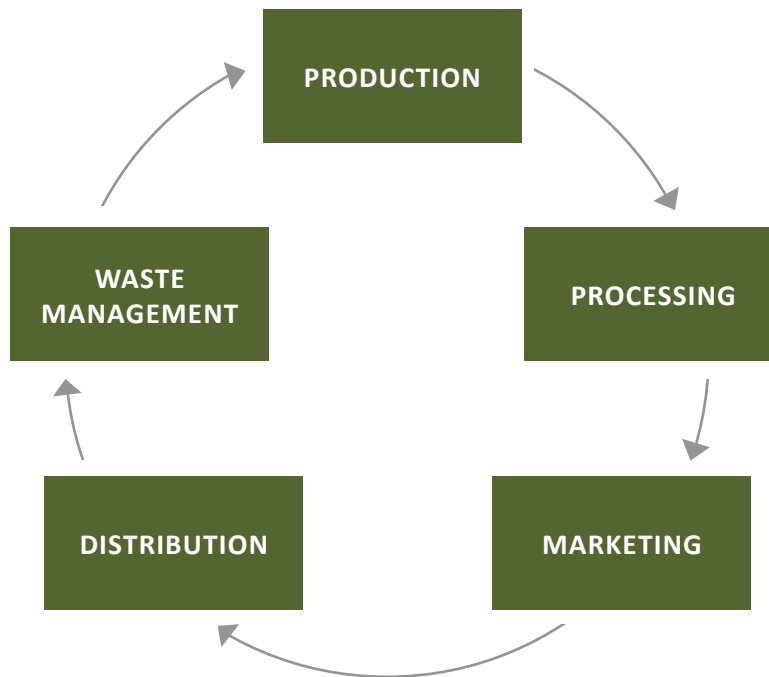 PRODUCTION
PROCESSING
MARKETING
DISTRIBUTION
WASTE
MANAGEMENT